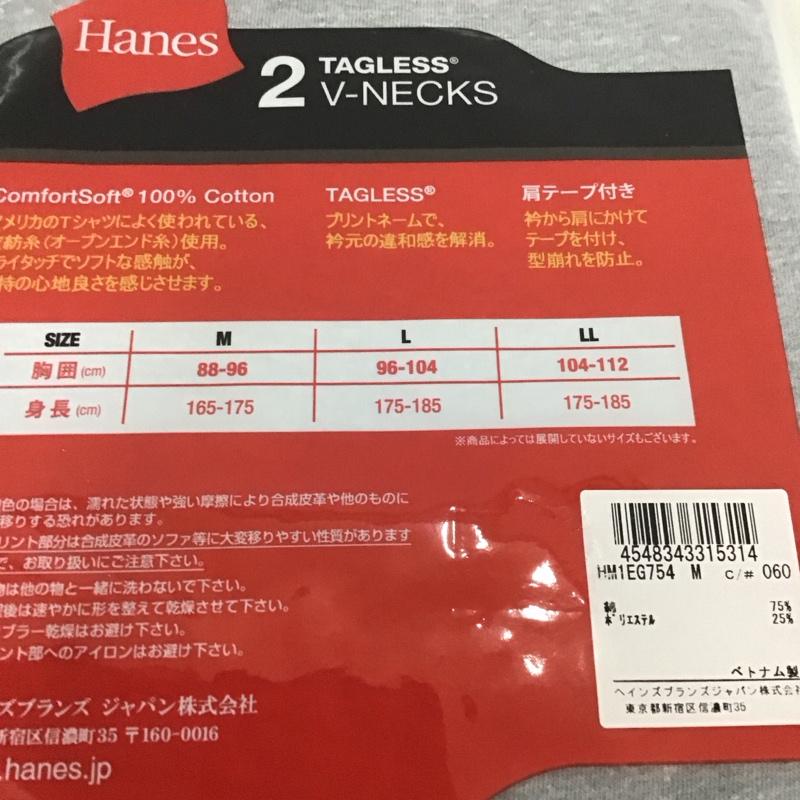 Hanes
2 TAGLESS®
V-NECKS
ComfortSoft® 100% Cotton
メリカのTシャツによく使われている、
紡糸(オープンエンド糸)使用。
ライタッチでソフトな感触が、
特の心地良さを感じさせます。
TAGLESS®
プリントネームで、
衿元の違和感を解消。
肩テープ付き
衿から肩にかけて
テープを付け、
型崩れを防止。
SIZE M L LL
胸囲(cm) 88-96 96-104 104-112
身長(cm) 165-175 175-185 175-185
※商品によっては展開していないサイズもございます。
色の場合は、濡れた状態や強い摩擦により合成皮革や他のものに
移りする恐れがあります。
リント部分は合成皮革のソファ等に大変移りやすい性質があります
で、お取り扱いにご注意下さい。
物は他の物と一緒に洗わないで下さい。
後は速やかに形を整えて乾燥させて下さい。
ブラー乾燥はお避け下さい。
ント部へのアイロンはお避け下さい。
ズブランズ ジャパン株式会社
新宿区信濃町35 〒160-0016
.hanes.jp
4548343315314
HM1EG754 M C/# 060
綿 75%
ポリエステル 25%
ベトナム製
ヘインズブランズジャパン株式会社
東京都新宿区信濃町35